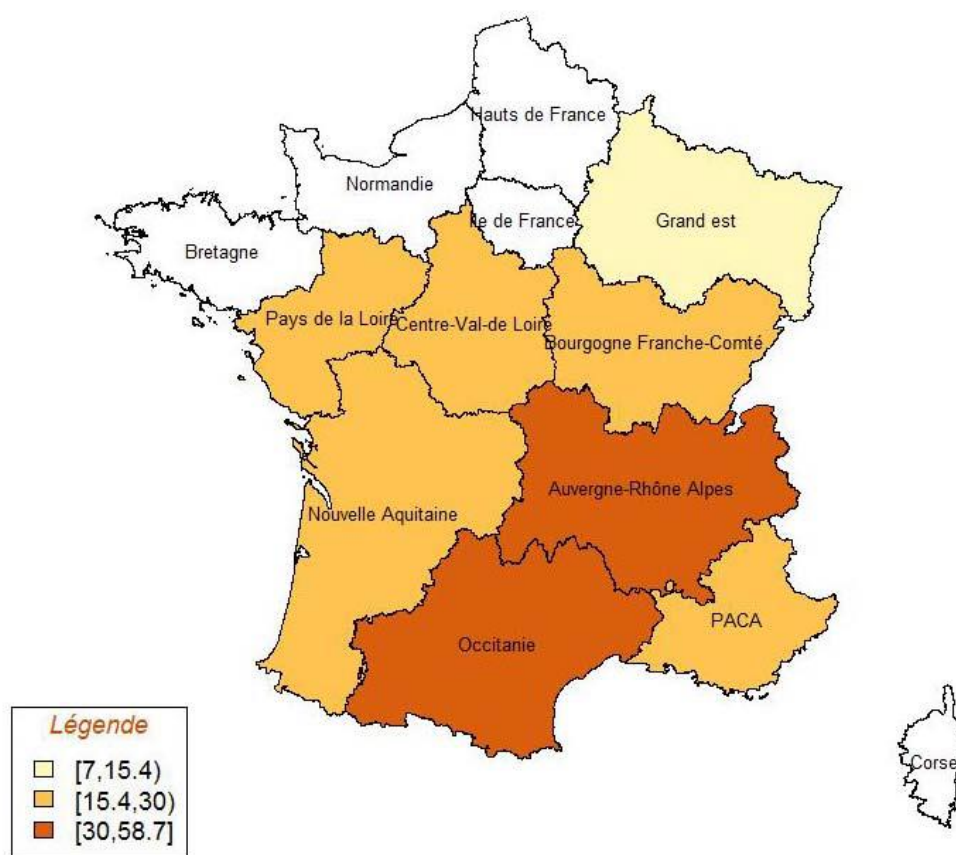 Hauts de France
Normandie
Ile de France
Grand est
Bretagne
Pays de la Loire
Centre-Val-de Loire
Bourgogne Franche-Comté
Auvergne-Rhône Alpes
Nouvelle Aquitaine
PACA
Occitanie
Légende
[7,15.4)
[15.4,30)
[30,58.7]
Corse